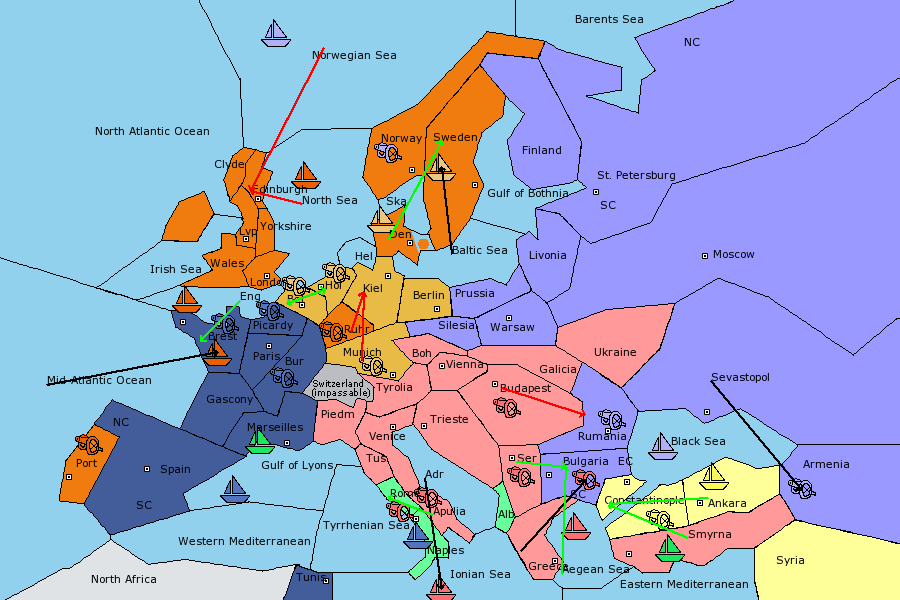 Barents Sea
NC
Norwegian Sea
North Atlantic Ocean
Norway
Sweden
Finland
Clyde
St. Petersburg
Edinburgh
Gulf of Bothnia
North Sea
Ska
SC
Yorkshire
Lvp
Den
Baltic Sea
Livonia
Moscow
Hel
Wales
Irish Sea
London
Hol
Kiel
Eng
Berlin
Prussia
Picardy
Ruhr
Silesia
Warsaw
Brest
Paris
Bur
Munich
Boh
Vienna
Ukraine
Galicia
Mid-Atlantic Ocean
Switzerland
(impassable)
Tyrolia
Budapest
Sevastopol
Gascony
NC
Piedm
Trieste
Marseilles
Venice
Rumania
Black Sea
Port
Spain
Gulf of Lyons
Tus
Ser
Bulgaria
EC
Armenia
Adr
SC
SC
Rome
Apulia
Constantinople
Ankara
Alb
Tyrrhenian Sea
Western Mediterranean
Naples
Smyrna
Syria
North Africa
Tunis
Ionian Sea
Greece
Aegean Sea
Eastern Mediterranean